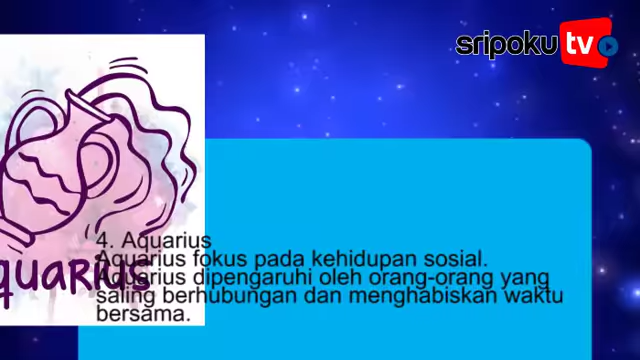 sripoku tv
4. Aquarius
Aquarius fokus pada kehidupan sosial.
Aquarius dipengaruhi oleh orang-orang yang
saling berhubungan dan menghabiskan waktu
bersama.
quarius